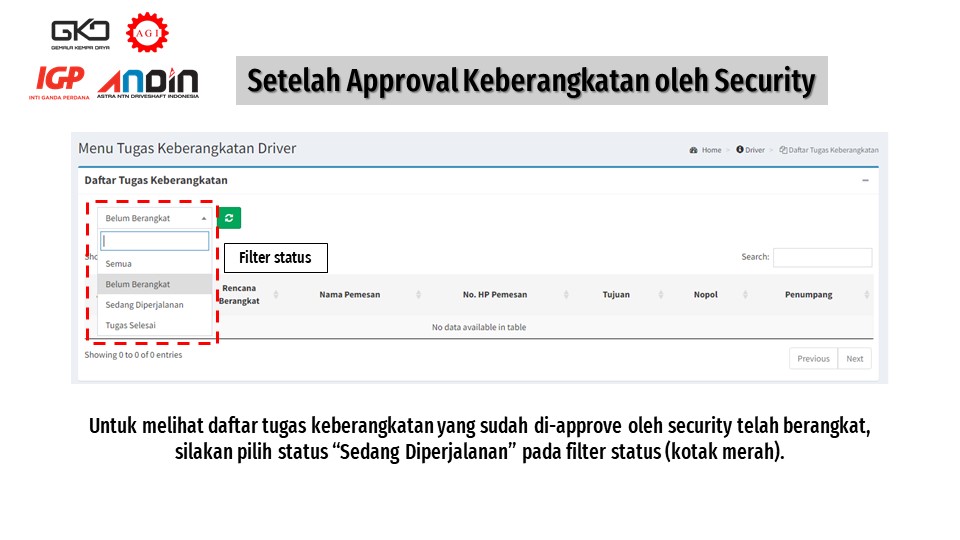 GKD
GEMALA KEMPA DAYA
AGI
IGP
INTI GANDA PERDANA
ANDIN
ASTRA NTN DRIVESHAFT INDONESIA
Setelah Approval Keberangkatan oleh Security
Menu Tugas Keberangkatan Driver
Home > Driver > Daftar Tugas Keberangkatan
Daftar Tugas Keberangkatan
Belum Berangkat
Filter status
Search:
Semua
Belum Berangkat
Sedang Diperjalanan
Tugas Selesai
Rencana Berangkat
Nama Pemesan
No. HP Pemesan
Tujuan
Nopol
Penumpang
No data available in table
Showing 0 to 0 of 0 entries
Previous
Next
Untuk melihat daftar tugas keberangkatan yang sudah di-approve oleh security telah berangkat,
silakan pilih status “Sedang Diperjalanan” pada filter status (kotak merah).